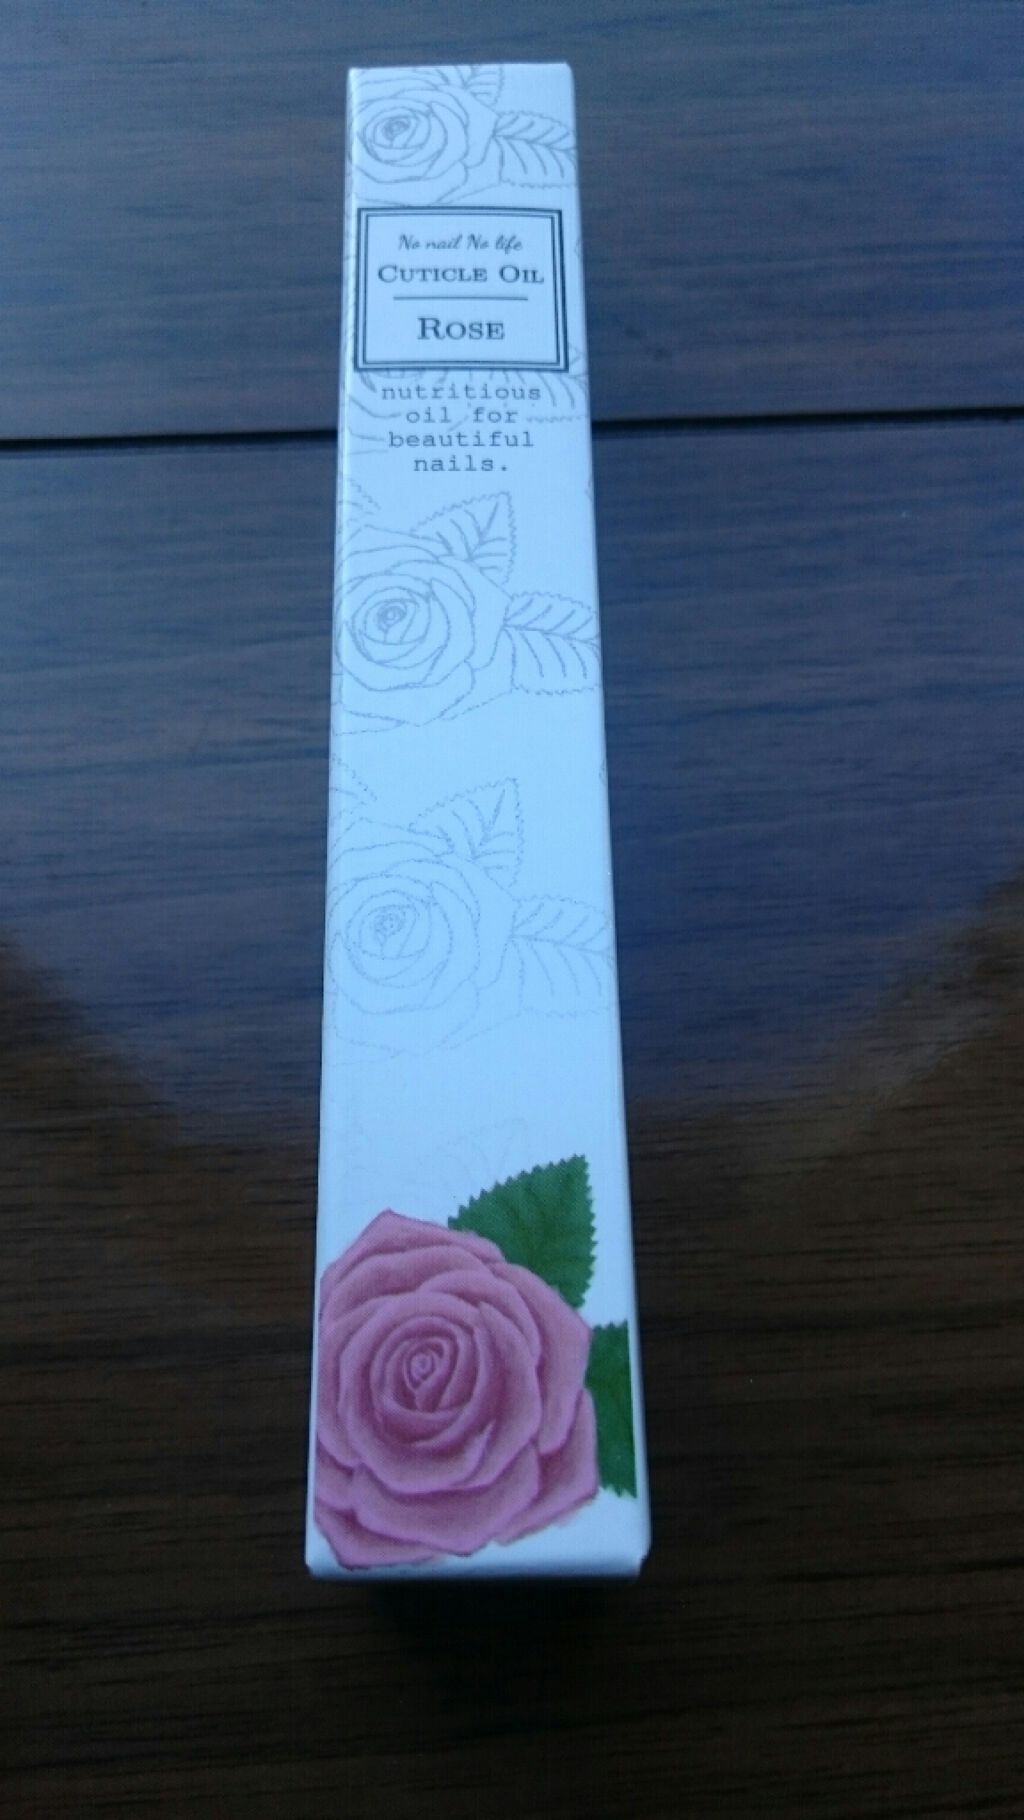 No nail No life
CUTICLE OIL
ROSE
nutritious
oil for
beautiful
nails.